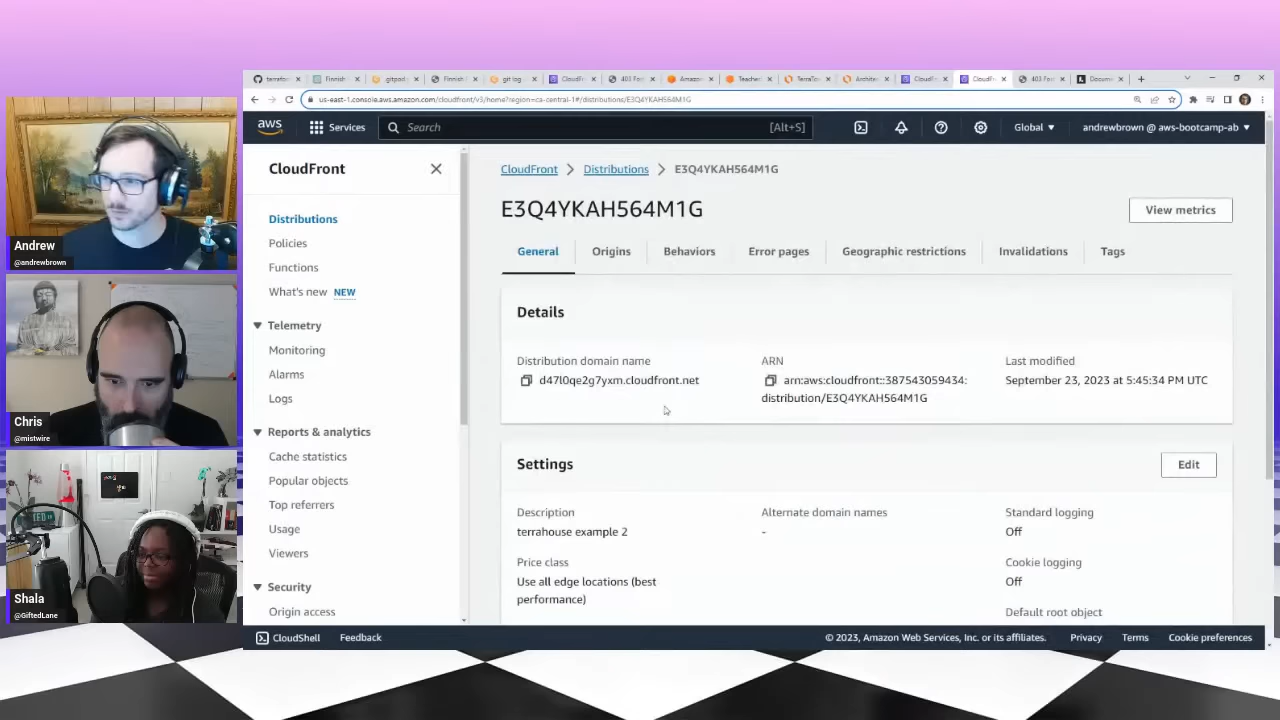 Andrew
@andrewbrown
Chris
@mistwire
Shala
@GiftedLane
us-east-1.console.aws.amazon.com/cloudfront/v3/home?region=ca-central-1#/distributions/E3Q4YKAH564M1G
aws
Services
Search
[Alt+S]
Global
andrewbrown @ aws-bootcamp-ab
CloudFront
Distributions
Policies
Functions
What's new NEW
Telemetry
Monitoring
Alarms
Logs
Reports & analytics
Cache statistics
Popular objects
Top referrers
Usage
Viewers
Security
Origin access
CloudFront
Distributions
E3Q4YKAH564M1G
E3Q4YKAH564M1G
View metrics
General
Origins
Behaviors
Error pages
Geographic restrictions
Invalidations
Tags
Details
Distribution domain name
d47l0qe2g7yxm.cloudfront.net
ARN
arn:aws:cloudfront::387543059434:
distribution/E3Q4YKAH564M1G
Last modified
September 23, 2023 at 5:45:34 PM UTC
Settings
Edit
Description
terrahouse example 2
Alternate domain names
-
Standard logging
Off
Price class
Use all edge locations (best
performance)
Cookie logging
Off
Default root object
CloudShell
Feedback
© 2023, Amazon Web Services, Inc. or its affiliates.
Privacy
Terms
Cookie preferences